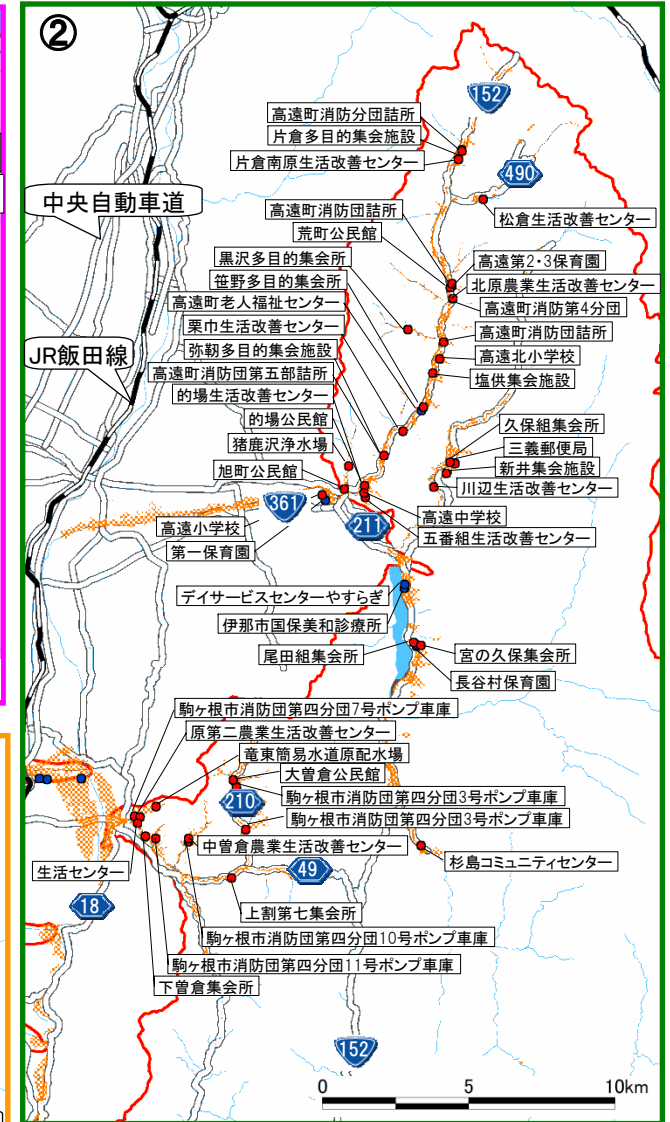 ②
152
高遠町消防分団詰所
片倉多目的集会施設
片倉南原生活改善センター
490
中央自動車道
高遠町消防団詰所
松倉生活改善センター
荒町公民館
黒沢多目的集会所
高遠第2・3保育園
笹野多目的集会所
北原農業生活改善センター
高遠町老人福祉センター
高遠町消防第4分団
栗巾生活改善センター
高遠町消防団詰所
JR飯田線
弥勒多目的集会施設
高遠北小学校
高遠町消防団第五部詰所
塩供集会施設
的場生活改善センター
的場公民館
久保組集会所
猪鹿沢浄水場
三義郵便局
旭町公民館
新井集会施設
川辺生活改善センター
361
高遠中学校
高遠小学校
211
五番組生活改善センター
第一保育園
デイサービスセンターやすらぎ
伊那市国保美和診療所
尾田組集会所
宮の久保集会所
長谷村保育園
駒ヶ根市消防団第四分団7号ポンプ車庫
原第二農業生活改善センター
竜東簡易水道原配水場
大曽倉公民館
210
駒ヶ根市消防団第四分団3号ポンプ車庫
駒ヶ根市消防団第四分団3号ポンプ車庫
中曽倉農業生活改善センター
杉島コミュニティセンター
生活センター
49
18
上割第七集会所
駒ヶ根市消防団第四分団10号ポンプ車庫
駒ヶ根市消防団第四分団11号ポンプ車庫
下曽倉集会所
152
0 5 10km